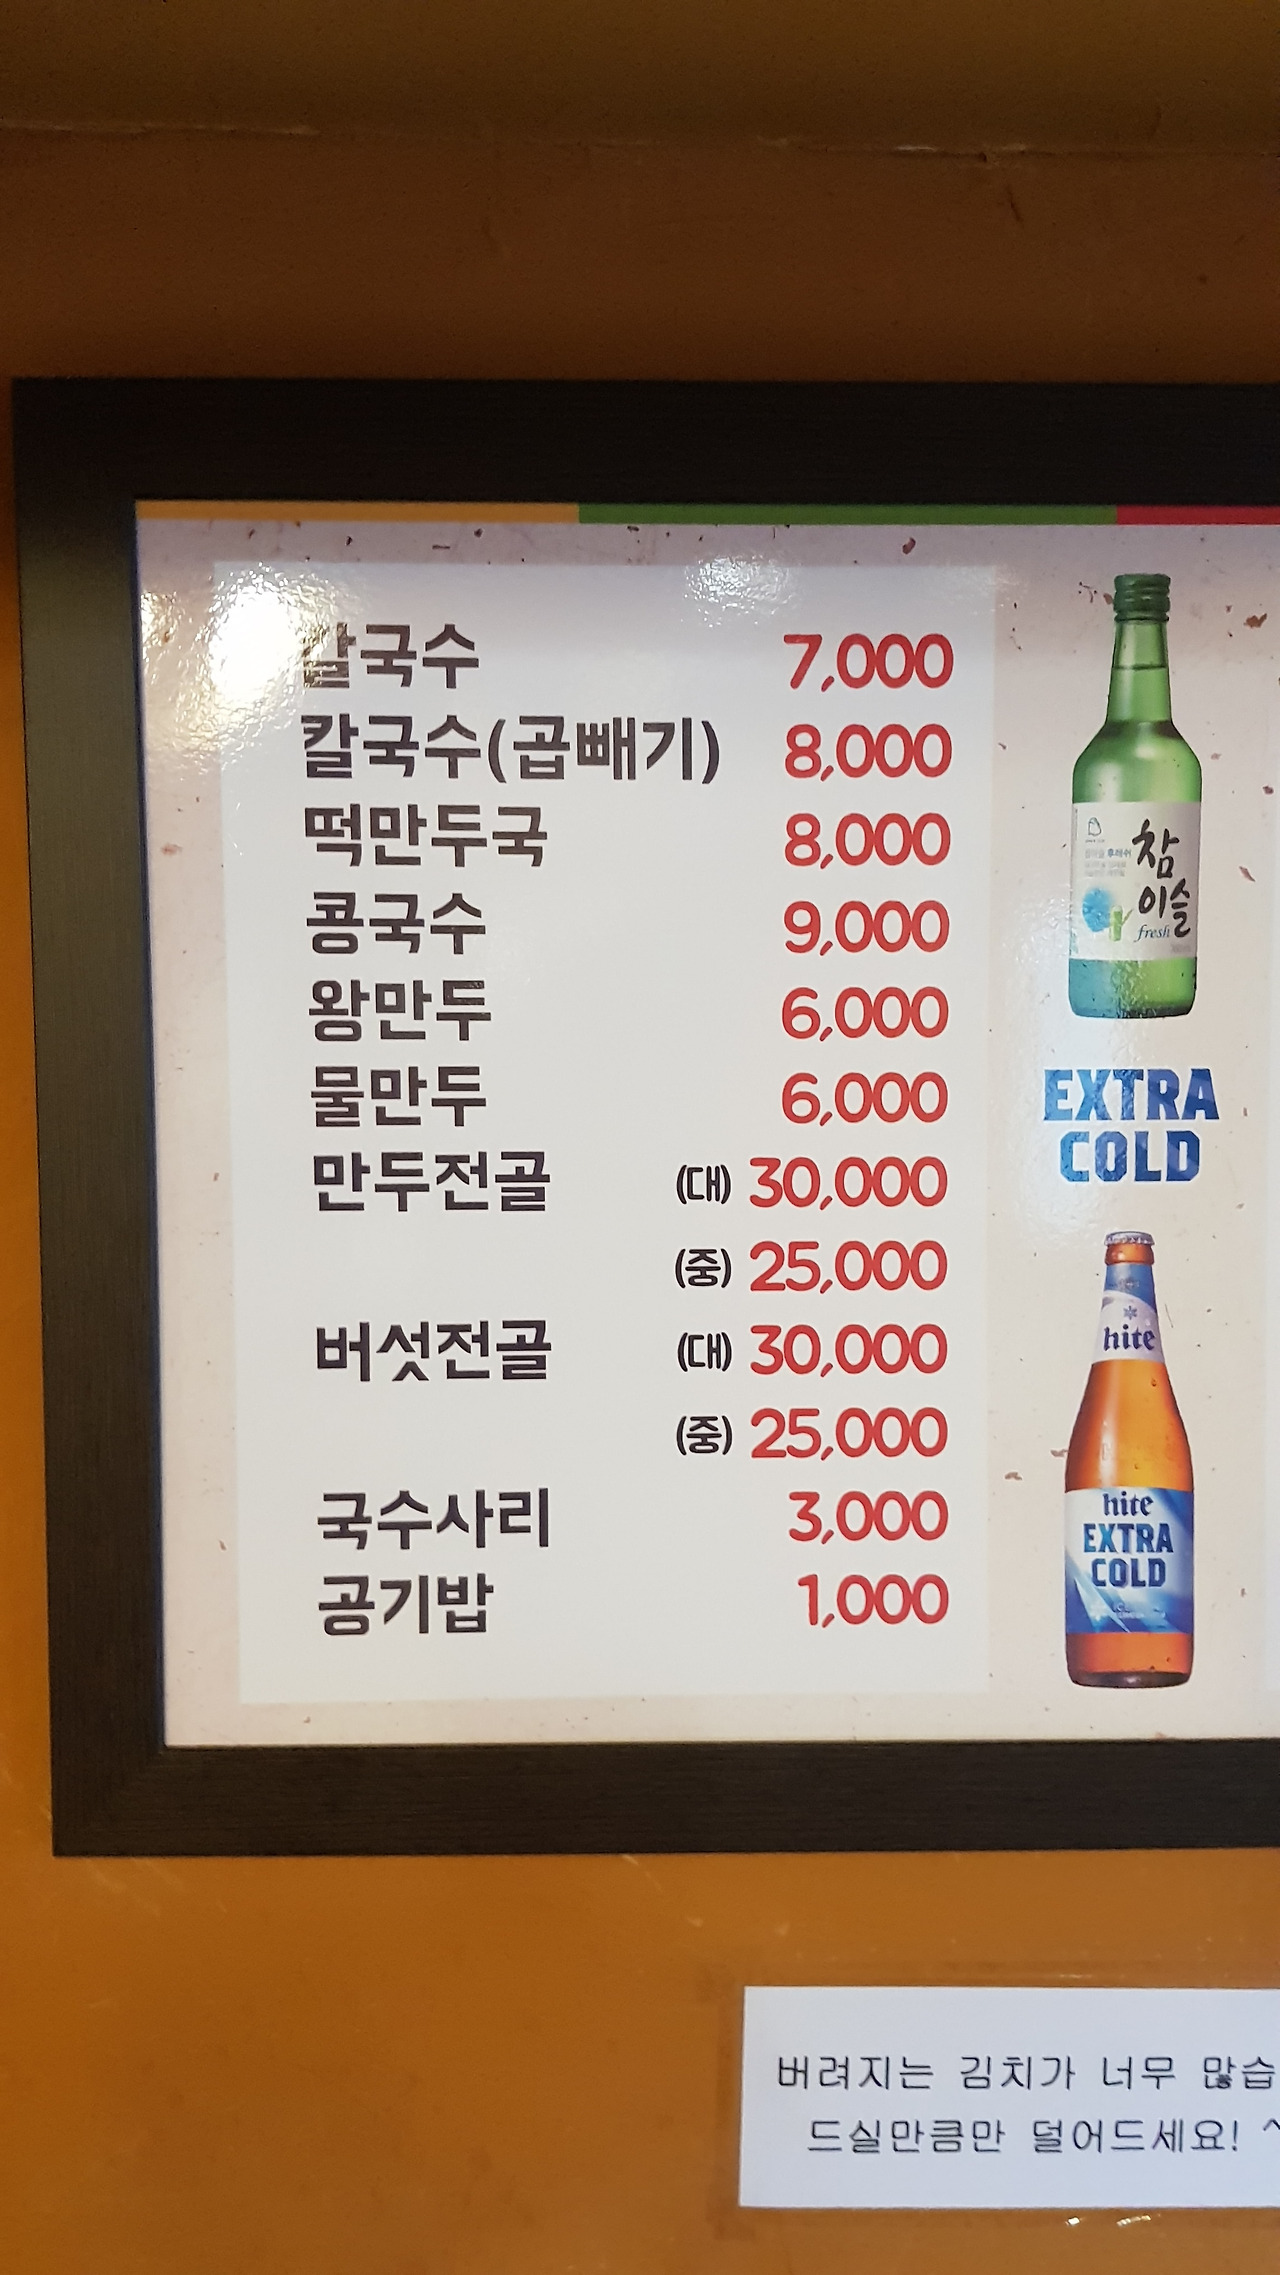 칼국수 7,000
칼국수(곱빼기) 8,000
떡만두국 8,000
콩국수 9,000
왕만두 6,000
물만두 6,000
만두전골 (대) 30,000
(중) 25,000
버섯전골 (대) 30,000
(중) 25,000
국수사리 3,000
공기밥 1,000
참
이슬
fresh
EXTRA
COLD
hite
hite
EXTRA
COLD
버려지는 김치가 너무 많습
드실만큼만 덜어드세요! ^